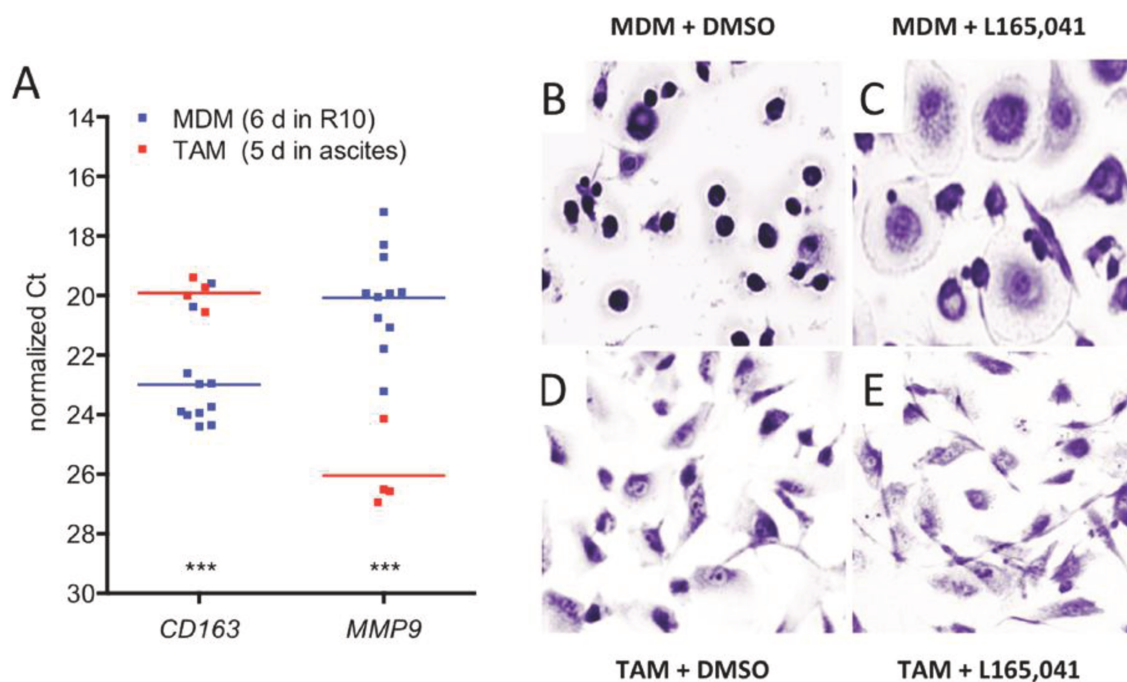 MDM + DMSO
MDM + L165,041
A
B
C
D
E
normalized Ct
14
16
18
20
22
24
26
28
30
MDM (6 d in R10)
TAM (5 d in ascites)
*** ***
CD163 MMP9
TAM + DMSO
TAM + L165,041